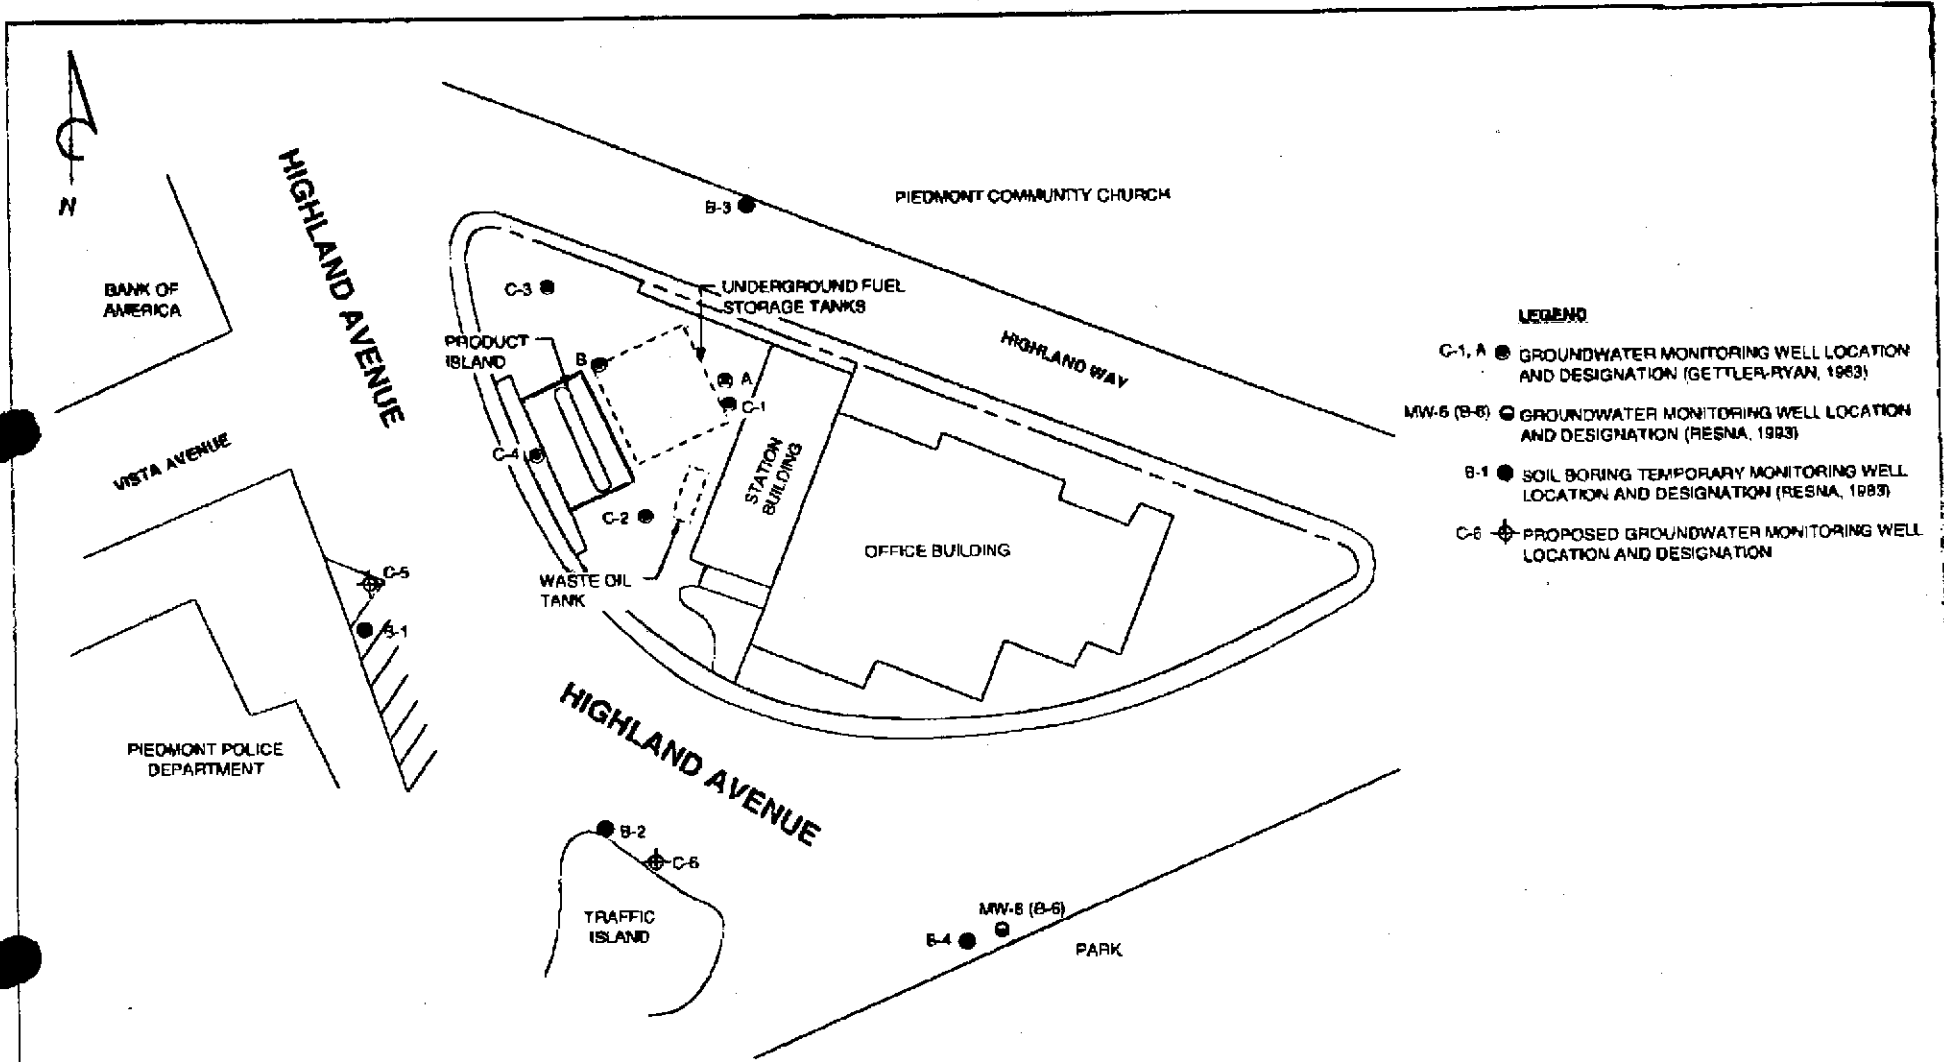 N
HIGHLAND AVENUE
PIEDMONT COMMUNITY CHURCH
B-3
BANK OF
AMERICA
C-3
UNDERGROUND FUEL
STORAGE TANKS
PRODUCT
ISLAND
B
A
C-1
HIGHLAND WAY
LEGEND
C-1, A GROUNDWATER MONITORING WELL LOCATION
AND DESIGNATION (GETTLER-RYAN, 1983)
MW-6 (B-6) GROUNDWATER MONITORING WELL LOCATION
AND DESIGNATION (RESNA, 1993)
B-1 SOIL BORING TEMPORARY MONITORING WELL
LOCATION AND DESIGNATION (RESNA, 1993)
C-6 PROPOSED GROUNDWATER MONITORING WELL
LOCATION AND DESIGNATION
VISTA AVENUE
C-4
STATION
BUILDING
C-2
OFFICE BUILDING
WASTE OIL
TANK
C-5
B-1
HIGHLAND AVENUE
PIEDMONT POLICE
DEPARTMENT
B-2
C-6
TRAFFIC
ISLAND
MW-6 (B-6)
B-4
PARK